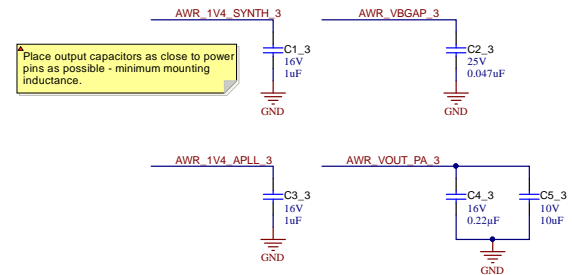 AWR_1V4_SYNTH_3
AWR_VBGAP_3
Place output capacitors as close to power
pins as possible - minimum mounting
inductance.
C1_3
16V
1uF
GND
C2_3
25V
0.047uF
GND
AWR_1V4_APLL_3
AWR_VOUT_PA_3
C3_3
16V
1uF
GND
C4_3
16V
0.22µF
C5_3
10V
10uF
GND